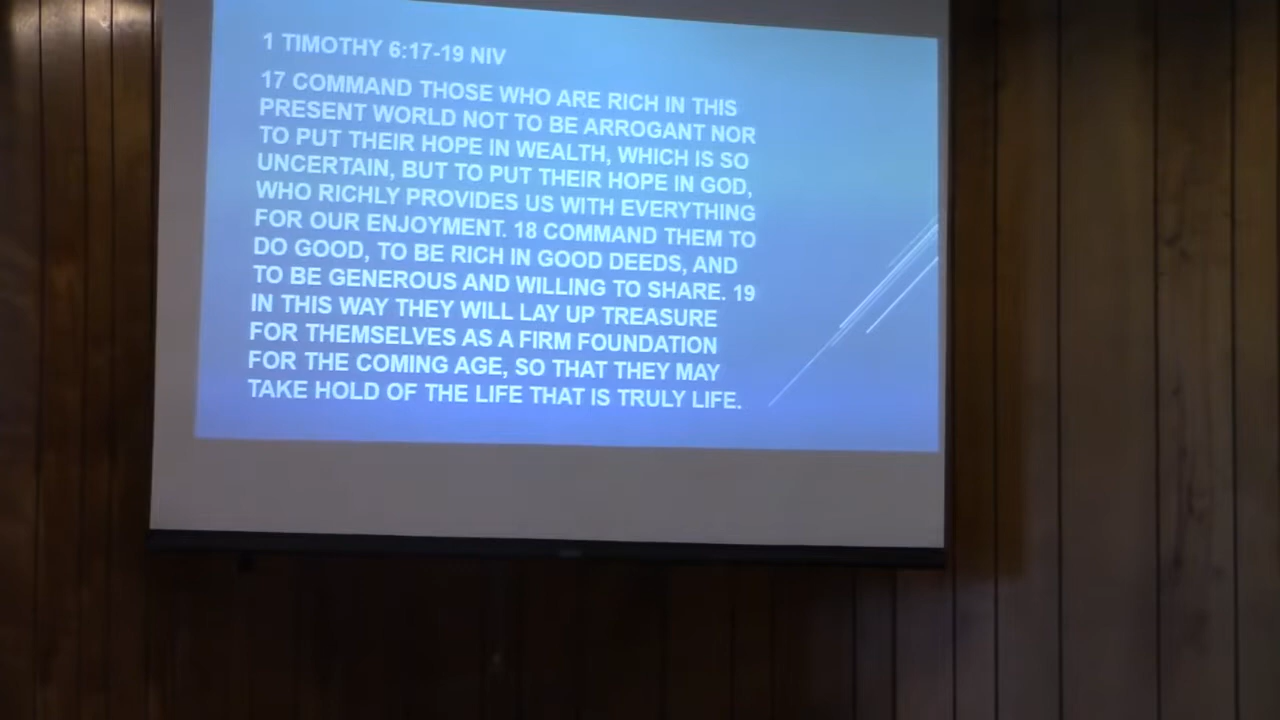 1 TIMOTHY 6:17-19 NIV
17 COMMAND THOSE WHO ARE RICH IN THIS
PRESENT WORLD NOT TO BE ARROGANT NOR
TO PUT THEIR HOPE IN WEALTH, WHICH IS SO
UNCERTAIN, BUT TO PUT THEIR HOPE IN GOD,
WHO RICHLY PROVIDES US WITH EVERYTHING
FOR OUR ENJOYMENT. 18 COMMAND THEM TO
DO GOOD, TO BE RICH IN GOOD DEEDS, AND
TO BE GENEROUS AND WILLING TO SHARE. 19
IN THIS WAY THEY WILL LAY UP TREASURE
FOR THEMSELVES AS A FIRM FOUNDATION
FOR THE COMING AGE, SO THAT THEY MAY
TAKE HOLD OF THE LIFE THAT IS TRULY LIFE.